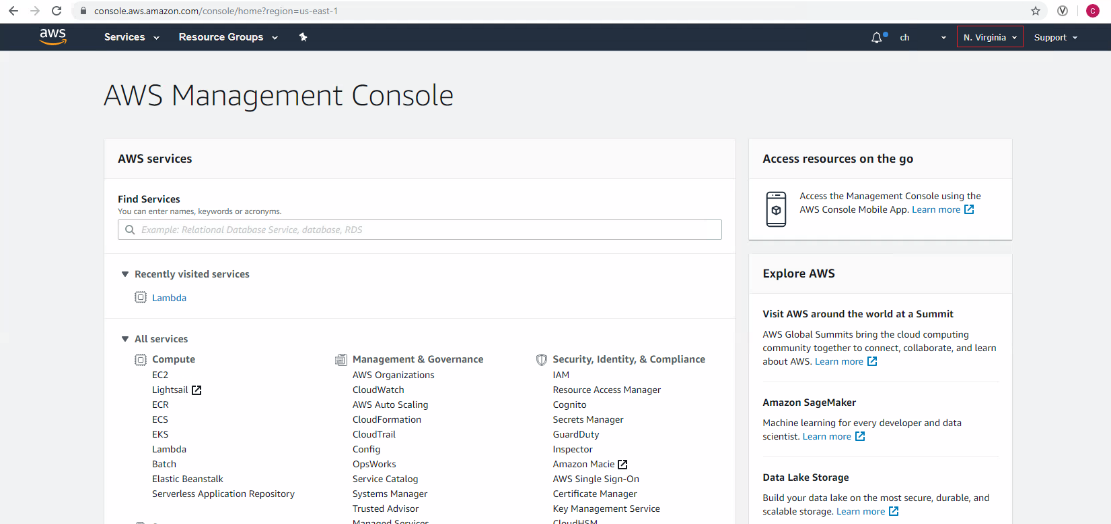 console.aws.amazon.com/console/home?region=us-east-1
C
aws
Services
Resource Groups
ch
N. Virginia
Support
AWS Management Console
AWS services
Find Services
You can enter names, keywords or acronyms.
Example: Relational Database Service, database, RDS
Recently visited services
Lambda
All services
Compute
EC2
Lightsail
ECR
ECS
EKS
Lambda
Batch
Elastic Beanstalk
Serverless Application Repository
Management & Governance
AWS Organizations
CloudWatch
AWS Auto Scaling
CloudFormation
CloudTrail
Config
OpsWorks
Service Catalog
Systems Manager
Trusted Advisor
Managed Services
Security, Identity, & Compliance
IAM
Resource Access Manager
Cognito
Secrets Manager
GuardDuty
Inspector
Amazon Macie
AWS Single Sign-On
Certificate Manager
Key Management Service
CloudHSM
Access resources on the go
Access the Management Console using the
AWS Console Mobile App. Learn more
Explore AWS
Visit AWS around the world at a Summit
AWS Global Summits bring the cloud computing
community together to connect, collaborate, and learn
about AWS. Learn more
Amazon SageMaker
Machine learning for every developer and data
scientist. Learn more
Data Lake Storage
Build your data lake on the most secure, durable, and
scalable storage. Learn more